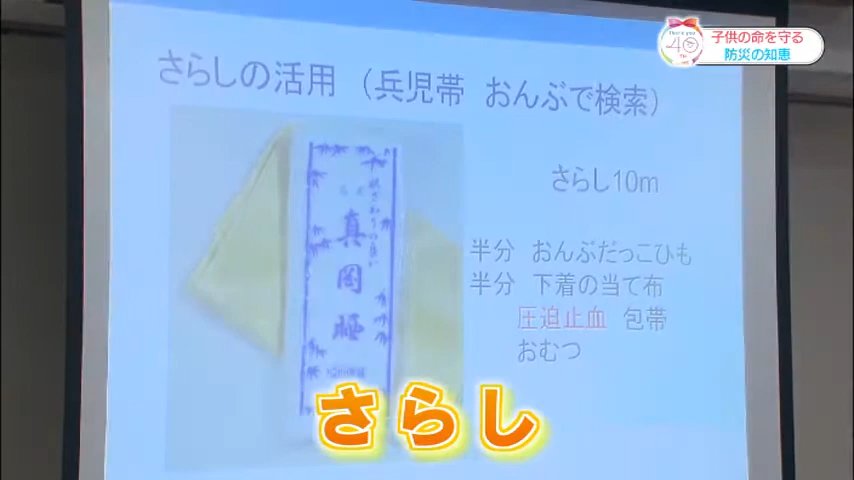 子供の命を守る
防災の知恵
さらしの活用（兵児帯 おんぶで検索）
さらし10m
半分 おんぶだっこひも
半分 下着の当て布
圧迫止血 包帯
おむつ
真岡晒
さらし